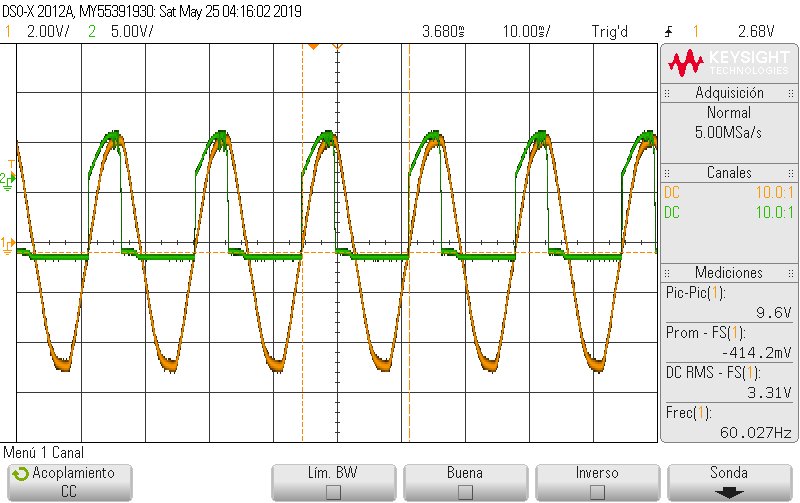 DSO-X 2012A, MY55391930: Sat May 25 04:16:02 2019
1 2.00V/ 2 5.00V/ 3.680s 10.00s/ Trig'd 1 2.68V
KEYSIGHT
TECHNOLOGIES
Adquisición
Normal
5.00MSa/s
Canales
DC 10.0:1
DC 10.0:1
Mediciones
Pic-Pic(1):
9.6V
Prom - FS(1):
-414.2mV
DC RMS - FS(1):
3.31V
Frec(1):
60.027Hz
T
2
1
Menú 1 Canal
Acoplamiento
CC
Lím. BW
Buena
Inverso
Sonda